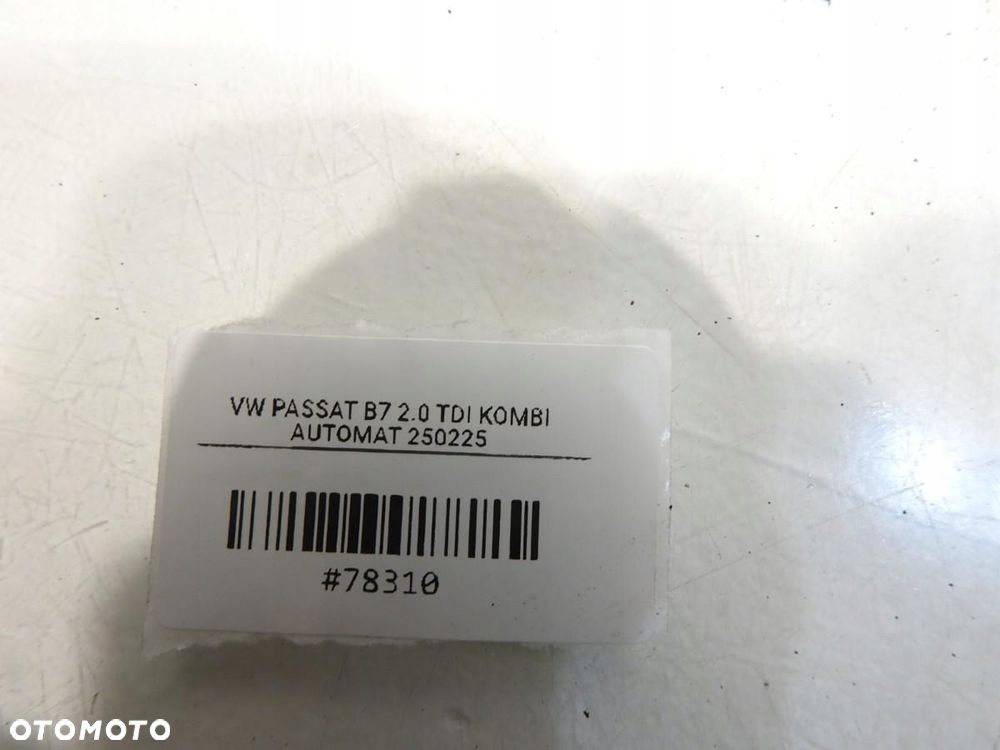 VW PASSAT B7 2.0 TDI KOMBI
AUTOMAT 250225
#78310
OTOMOTO